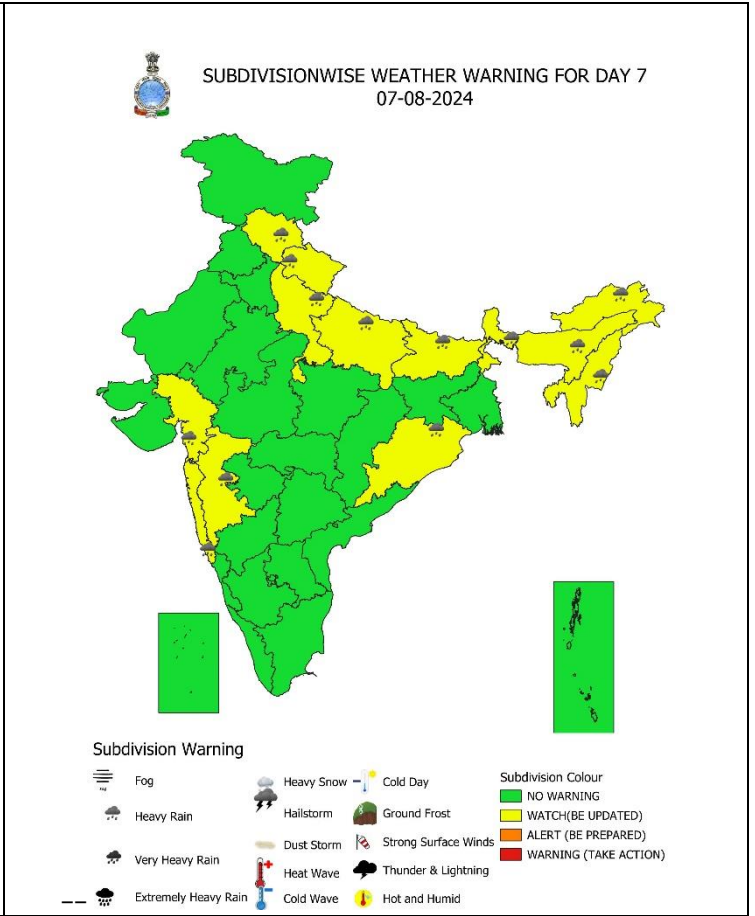 SUBDIVISIONWISE WEATHER WARNING FOR DAY 7
07-08-2024
Subdivision Warning
Fog
Heavy Rain
Very Heavy Rain
Extremely Heavy Rain
Heavy Snow
Hailstorm
Dust Storm
Heat Wave
Cold Wave
Cold Day
Ground Frost
Strong Surface Winds
Thunder & Lightning
Hot and Humid
Subdivision Colour
NO WARNING
WATCH(BE UPDATED)
ALERT (BE PREPARED)
WARNING (TAKE ACTION)